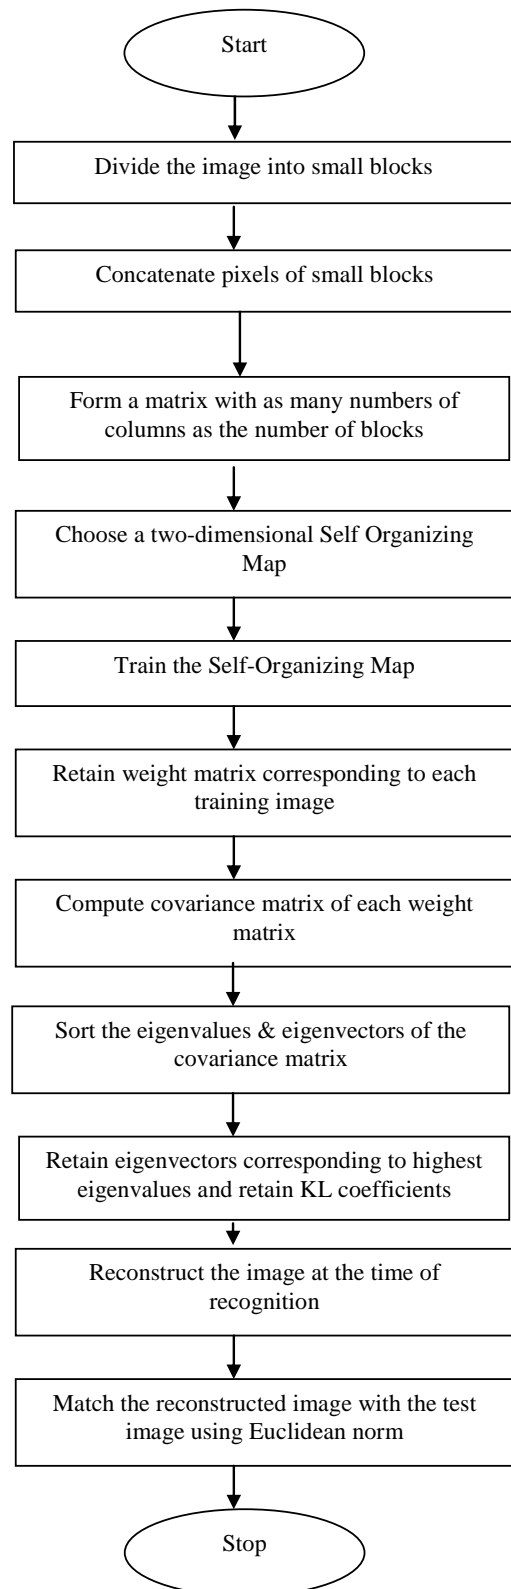 Start
Divide the image into small blocks
Concatenate pixels of small blocks
Form a matrix with as many numbers of
columns as the number of blocks
Choose a two-dimensional Self Organizing
Map
Train the Self-Organizing Map
Retain weight matrix corresponding to each
training image
Compute covariance matrix of each weight
matrix
Sort the eigenvalues & eigenvectors of the
covariance matrix
Retain eigenvectors corresponding to highest
eigenvalues and retain KL coefficients
Reconstruct the image at the time of
recognition
Match the reconstructed image with the test
image using Euclidean norm
Stop